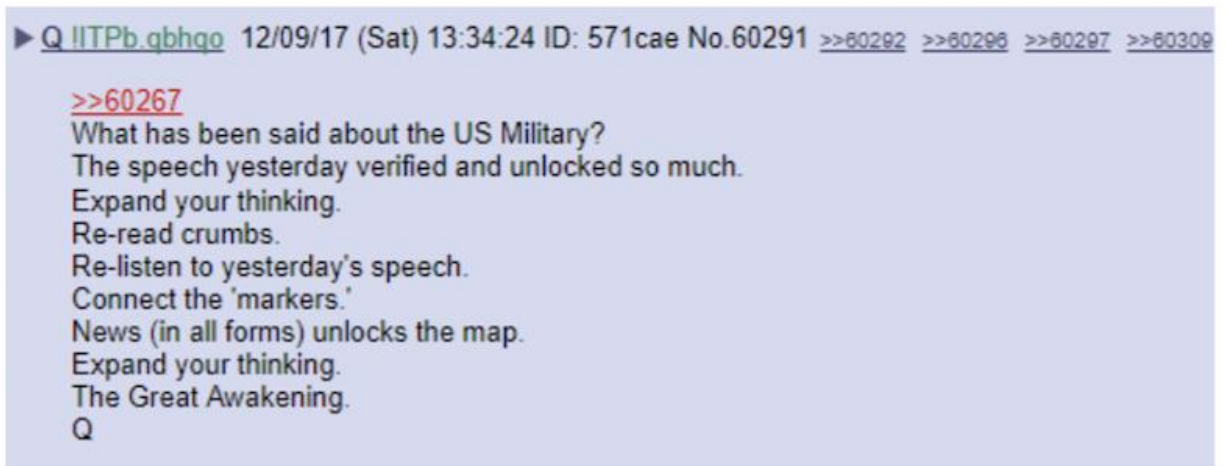 ▶ Q !ITPb.qbhqo 12/09/17 (Sat) 13:34:24 ID: 571cae No.60291 >>60292 >>60296 >>60297 >>60309
>>60267
What has been said about the US Military?
The speech yesterday verified and unlocked so much.
Expand your thinking.
Re-read crumbs.
Re-listen to yesterday's speech.
Connect the 'markers.'
News (in all forms) unlocks the map.
Expand your thinking.
The Great Awakening.
Q